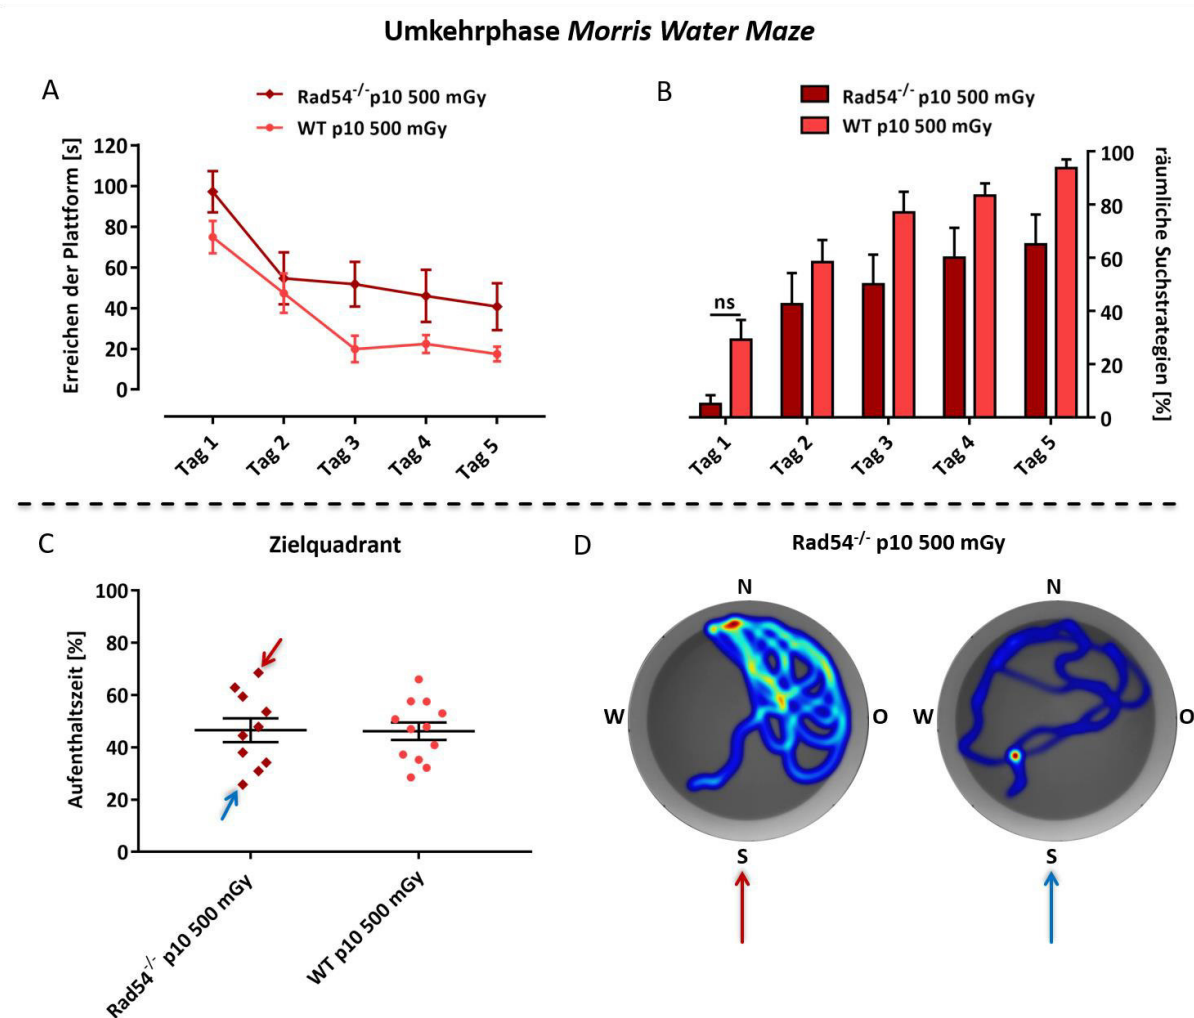 Umkehrphase Morris Water Maze
A
Rad54-/-p10 500 mGy
WT p10 500 mGy
Erreichen der Plattform [s]
120
100
80
60
40
20
0
Tag 1
Tag 2
Tag 3
Tag 4
Tag 5
B
Rad54-/- p10 500 mGy
WT p10 500 mGy
ns
100
80
60
40
20
0
räumliche Suchstrategien [%]
Tag 1
Tag 2
Tag 3
Tag 4
Tag 5
C
Zielquadrant
Aufenthaltszeit [%]
100
80
60
40
20
0
Rad54-/- p10 500 mGy
WT p10 500 mGy
D
Rad54-/- p10 500 mGy
N
W
O
S
N
W
O
S